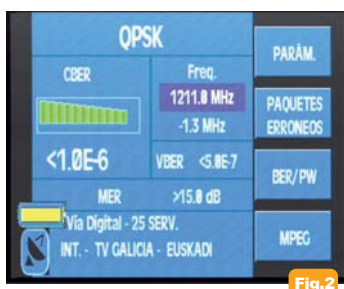 QPSK
CBER
Freq.
1211.0 MHz
-1.3 MHz
<1.0E-6
VBER <5.0E-7
MER >15.0 dB
Via Digital - 25 SERV.
INT. - TV GALICIA - EUSKADI
PARÁM.
PAQUETES
ERRONEOS
BER/PW
MPEG
Fig.2